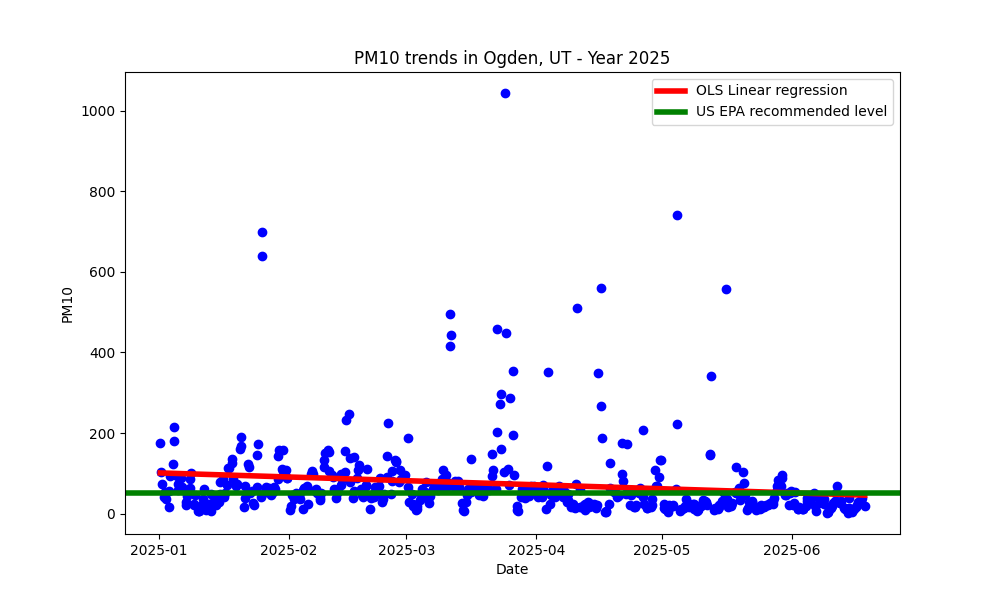 PM10 trends in Ogden, UT - Year 2025
OLS Linear regression
US EPA recommended level
1000
800
600
400
200
0
PM10
2025-01
2025-02
2025-03
2025-04
2025-05
2025-06
Date